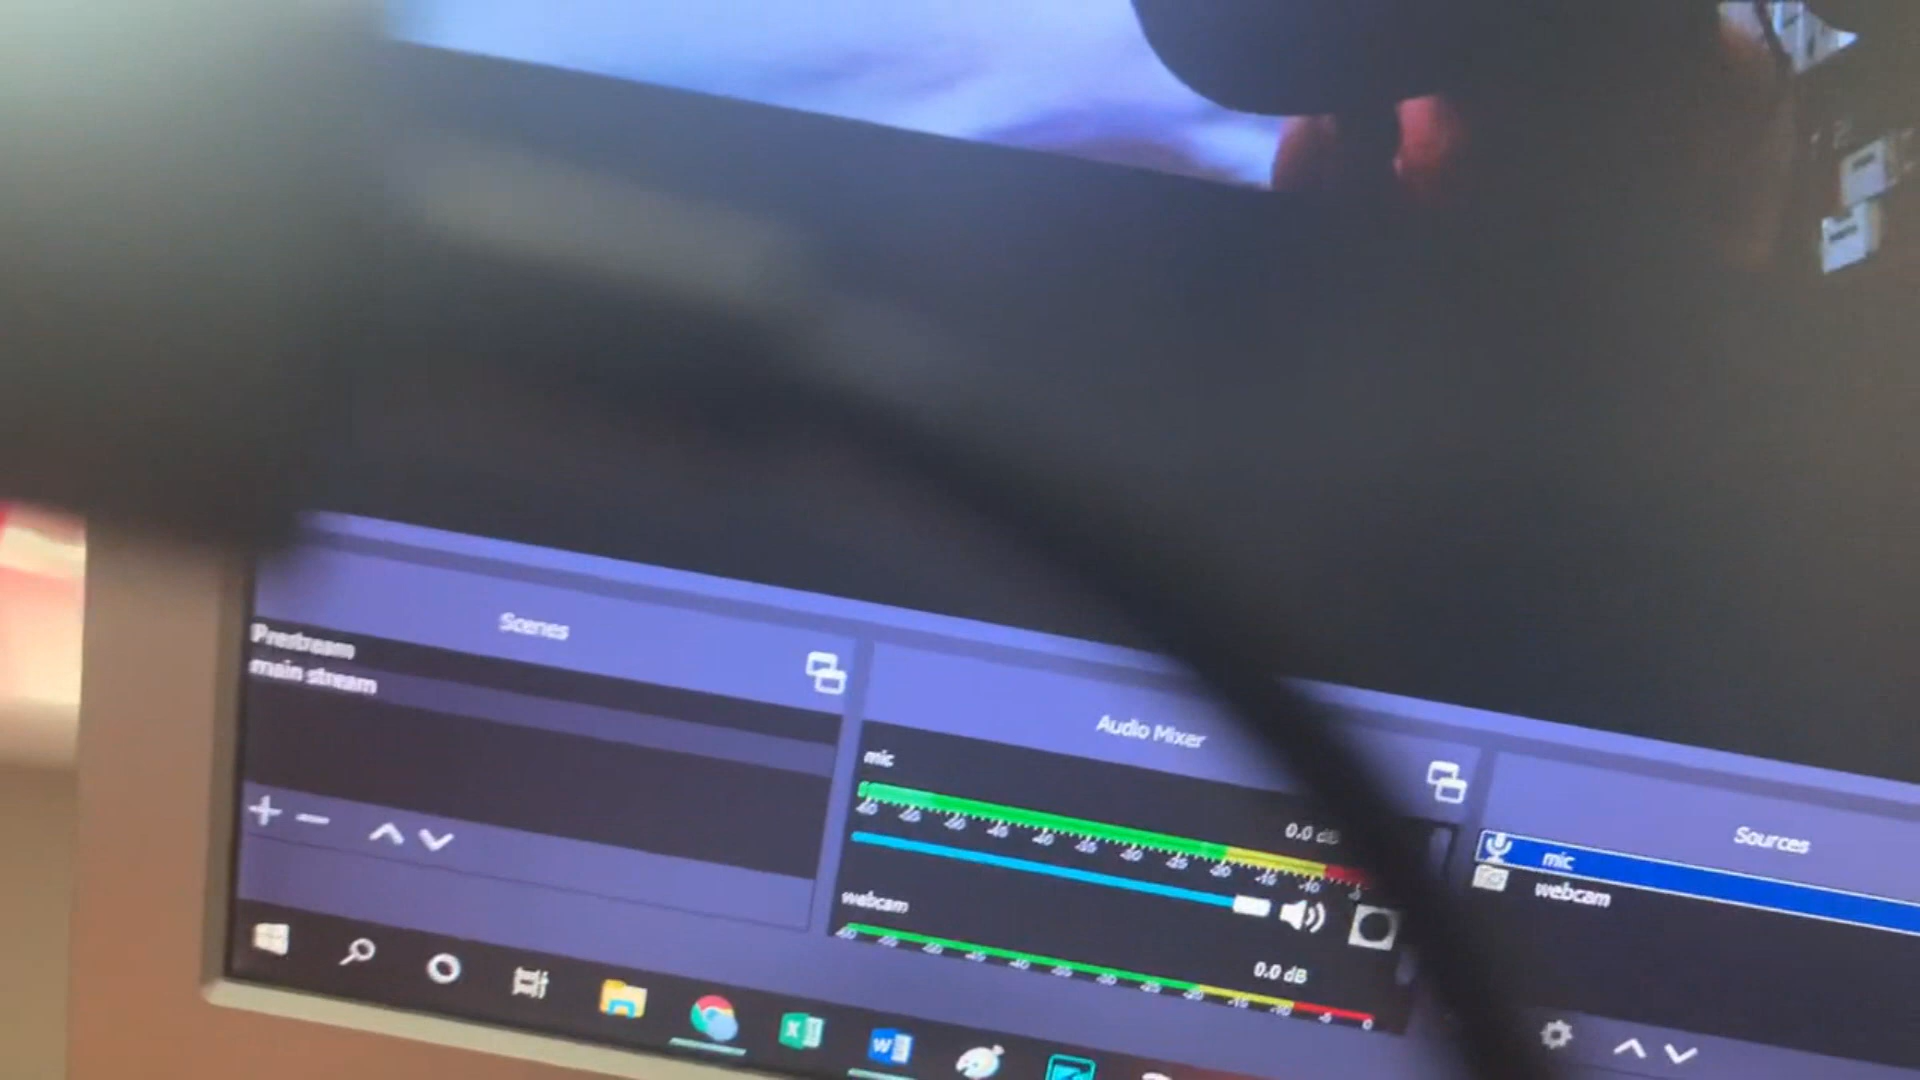 Scenes
Prestream
main stream
Audio Mixer
mic
0.0 dB
webcam
0.0 dB
Sources
mic
webcam